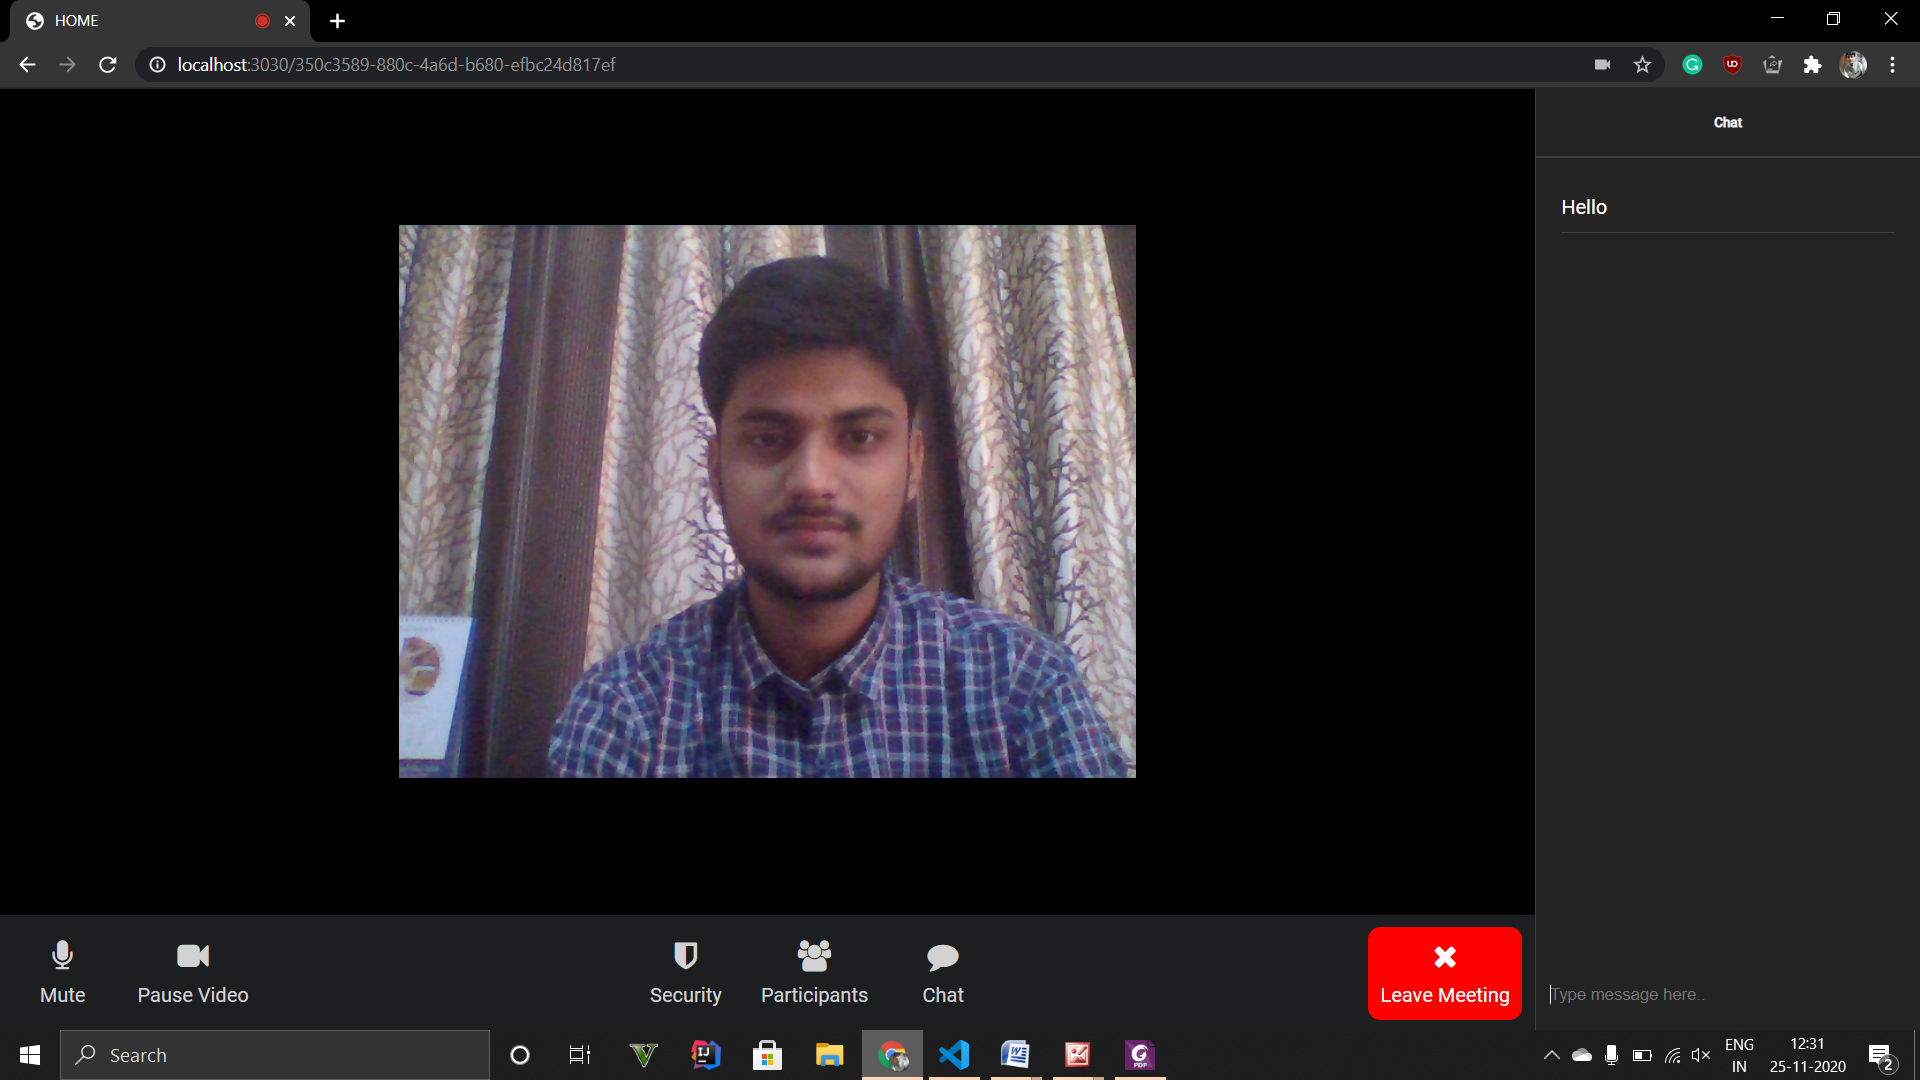 HOME
localhost:3030/350c3589-880c-4a6d-b680-efbc24d817ef
Chat
Hello
Mute
Pause Video
Security
Participants
Chat
Leave Meeting
Type message here..
Search
ENG
IN
12:31
25-11-2020
2